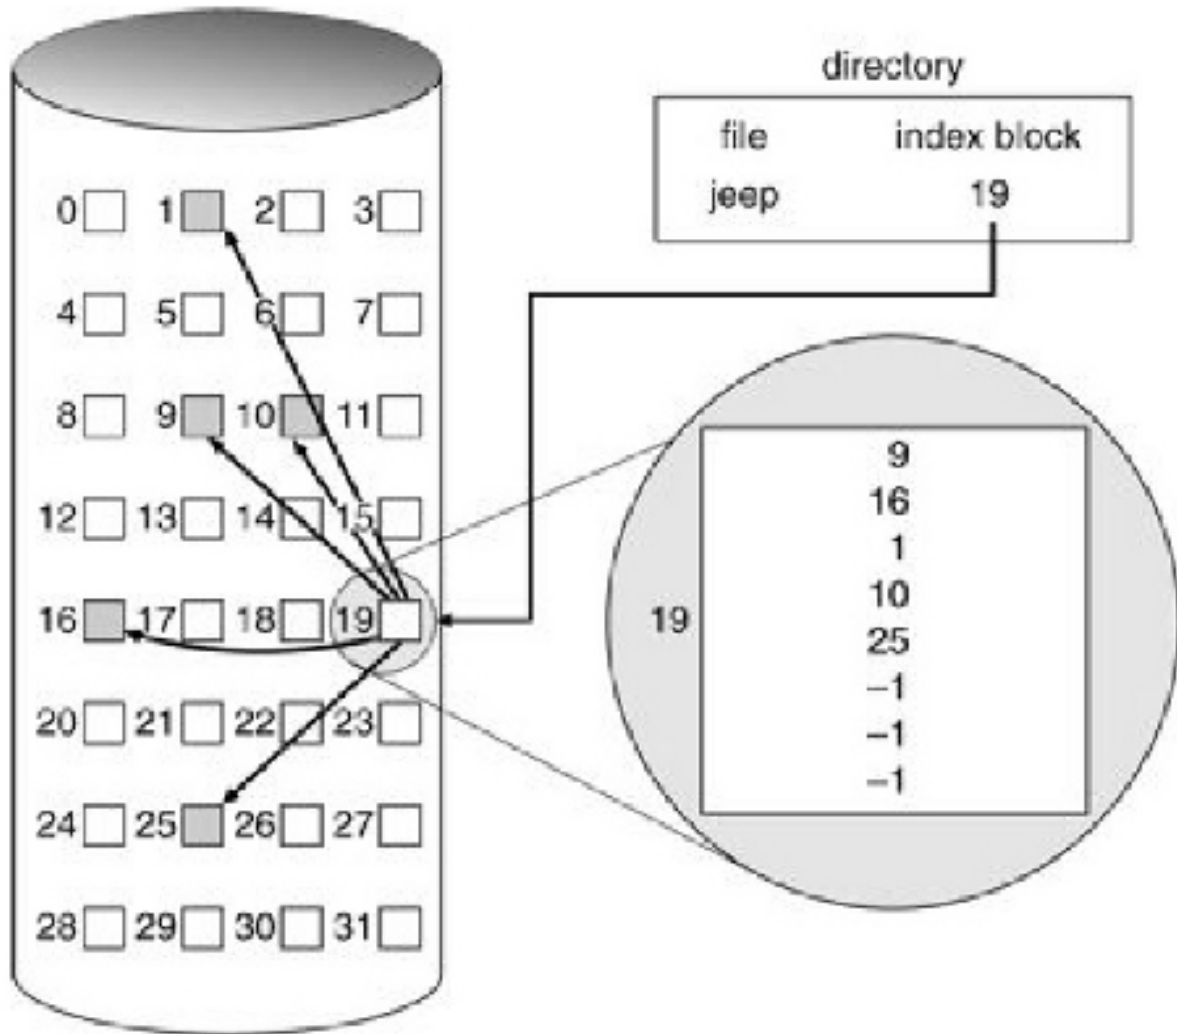 directory
file index block
jeep 19
0 1 2 3
4 5 6 7
8 9 10 11
12 13 14 15
16 17 18 19
20 21 22 23
24 25 26 27
28 29 30 31
19
9
16
1
10
25
–1
–1
–1